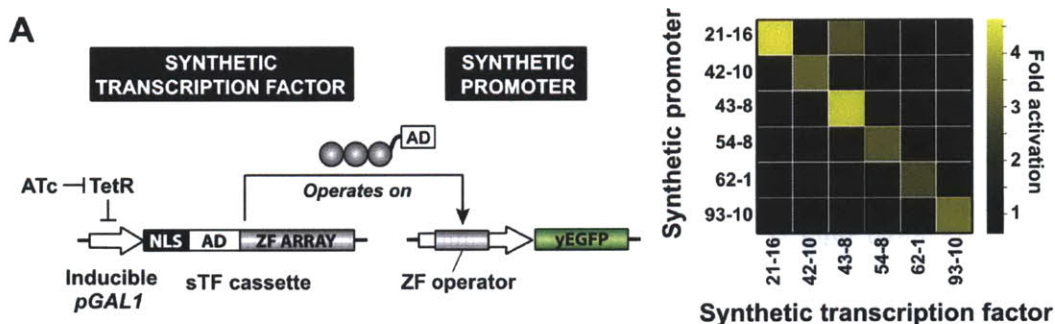 A
SYNTHETIC
TRANSCRIPTION FACTOR
SYNTHETIC
PROMOTER
AD
ATc
TetR
Operates on
NLS
AD
ZF ARRAY
yEGFP
Inducible
pGAL1
sTF cassette
ZF operator
Synthetic promoter
21-16
42-10
43-8
54-8
62-1
93-10
21-16
42-10
43-8
54-8
62-1
93-10
Synthetic transcription factor
4
3
2
1
Fold activation